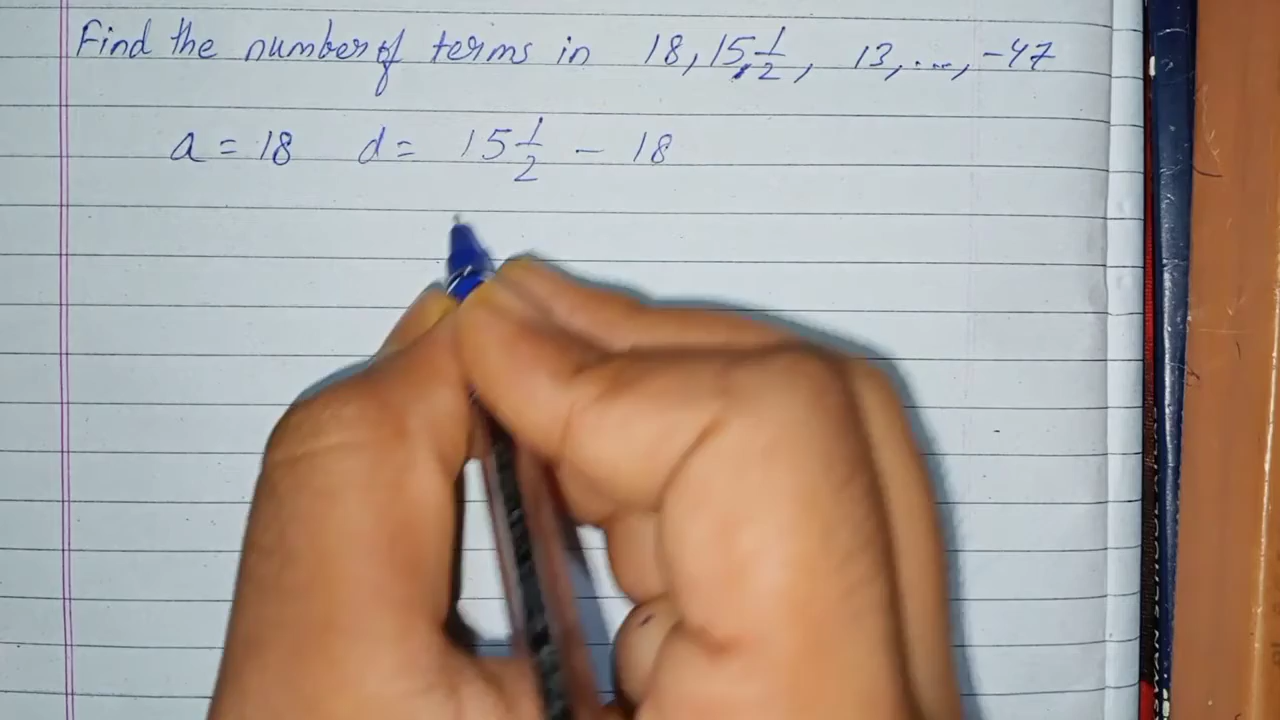 Find the number of terms in 18, 15 1/2, 13, ..., -47
a = 18 d = 15 1/2 - 18